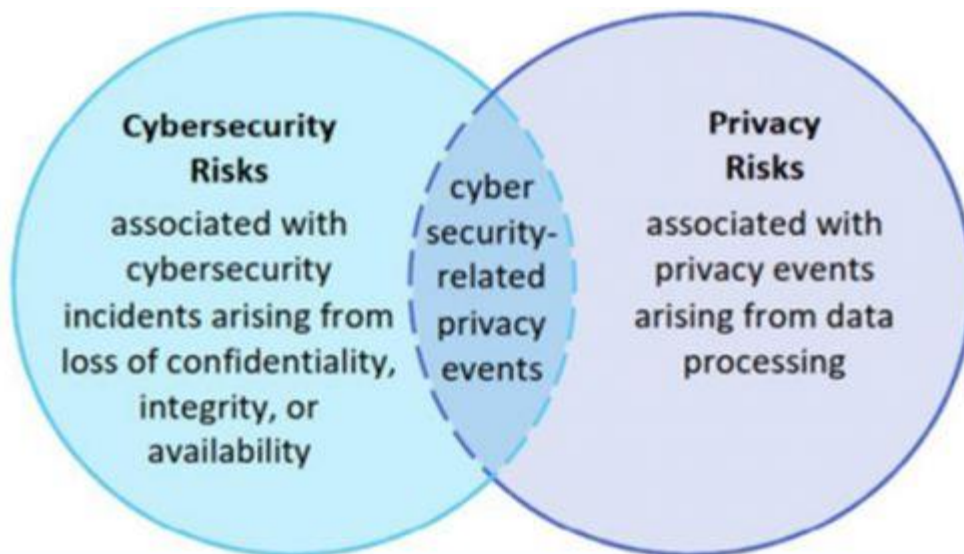 Cybersecurity
Risks
associated with
cybersecurity
incidents arising from
loss of confidentiality,
integrity, or
availability
cyber
security-
related
privacy
events
Privacy
Risks
associated with
privacy events
arising from data
processing